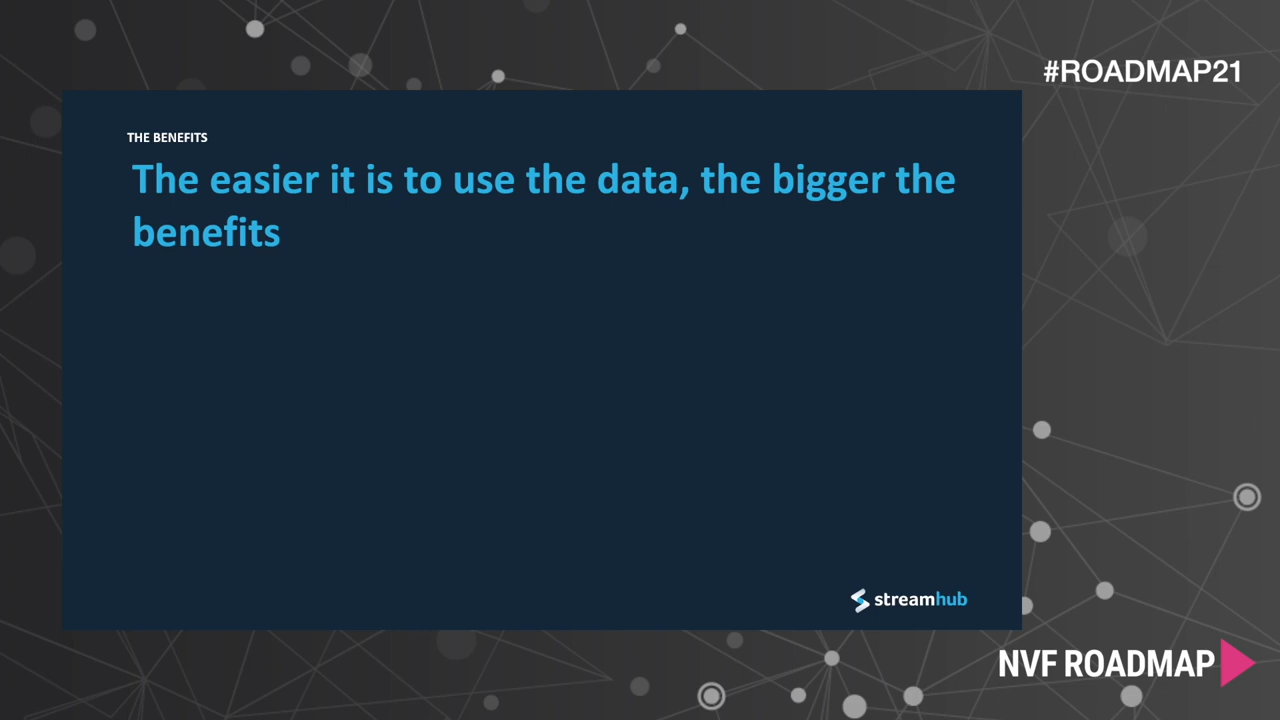 #ROADMAP21
THE BENEFITS
The easier it is to use the data, the bigger the
benefits
streamhub
NVF ROADMAP